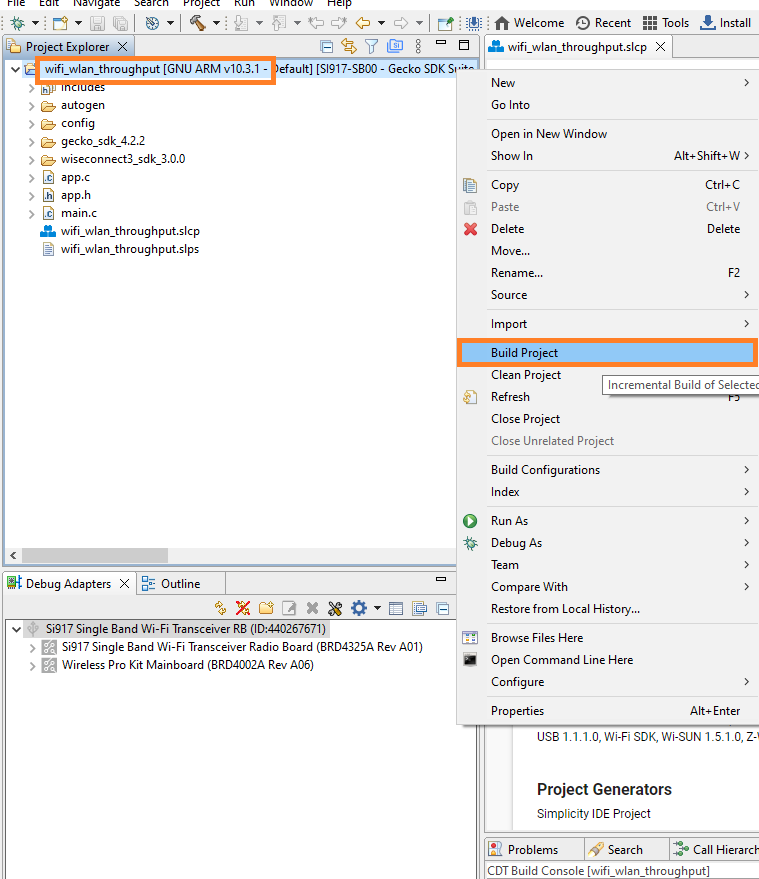 File Edit Navigate Search Project Run Window Help
Welcome Recent Tools Install
Project Explorer
wifi_wlan_throughput [GNU ARM v10.3.1 - Default] [SI917-SB00 - Gecko SDK Suite
Includes
autogen
config
gecko_sdk_4.2.2
wiseconnect3_sdk_3.0.0
app.c
app.h
main.c
wifi_wlan_throughput.slcp
wifi_wlan_throughput.slps
wifi_wlan_throughput.slcp
New
Go Into
Open in New Window
Show In Alt+Shift+W
Copy Ctrl+C
Paste Ctrl+V
Delete Delete
Move...
Rename... F2
Source
Import
Build Project
Clean Project
Incremental Build of Selected
Refresh F5
Close Project
Close Unrelated Project
Build Configurations
Index
Run As
Debug As
Team
Compare With
Restore from Local History...
Browse Files Here
Open Command Line Here
Configure
Properties Alt+Enter
Debug Adapters Outline
Si917 Single Band Wi-Fi Transceiver RB (ID:440267671)
Si917 Single Band Wi-Fi Transceiver Radio Board (BRD4325A Rev A01)
Wireless Pro Kit Mainboard (BRD4002A Rev A06)
USB 1.1.1.0, Wi-Fi SDK, Wi-SUN 1.5.1.0, Z-W
Project Generators
Simplicity IDE Project
Problems Search Call Hierarch
CDT Build Console [wifi_wlan_throughput]